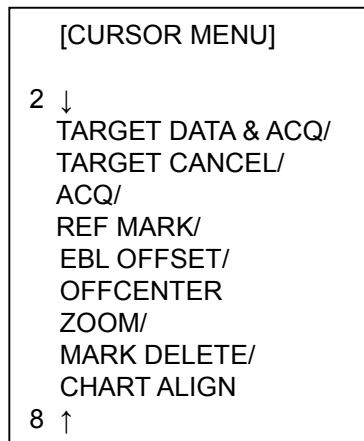 [CURSOR MENU]
2 ↓
TARGET DATA & ACQ/
TARGET CANCEL/
ACQ/
REF MARK/
EBL OFFSET/
OFFCENTER
ZOOM/
MARK DELETE/
CHART ALIGN
8 ↑